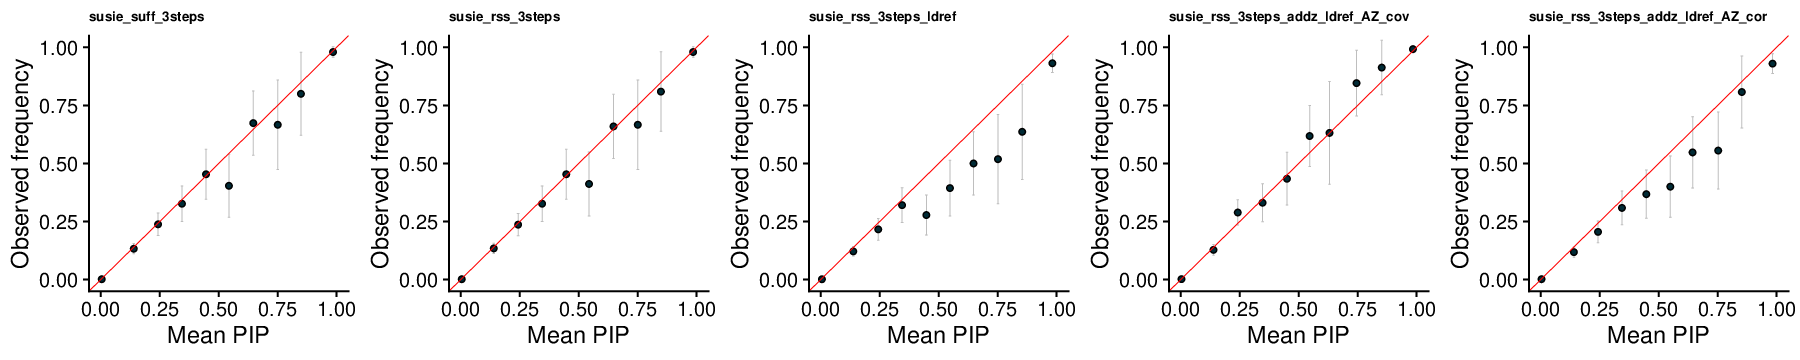 susie_suff_3steps
1.00
0.75
0.50
0.25
0.00
Observed frequency
0.00 0.25 0.50 0.75 1.00
Mean PIP
susie_rss_3steps
1.00
0.75
0.50
0.25
0.00
Observed frequency
0.00 0.25 0.50 0.75 1.00
Mean PIP
susie_rss_3steps_ldref
1.00
0.75
0.50
0.25
0.00
Observed frequency
0.00 0.25 0.50 0.75 1.00
Mean PIP
susie_rss_3steps_addz_ldref_AZ_cov
1.00
0.75
0.50
0.25
0.00
Observed frequency
0.00 0.25 0.50 0.75 1.00
Mean PIP
susie_rss_3steps_addz_ldref_AZ_cor
1.00
0.75
0.50
0.25
0.00
Observed frequency
0.00 0.25 0.50 0.75 1.00
Mean PIP